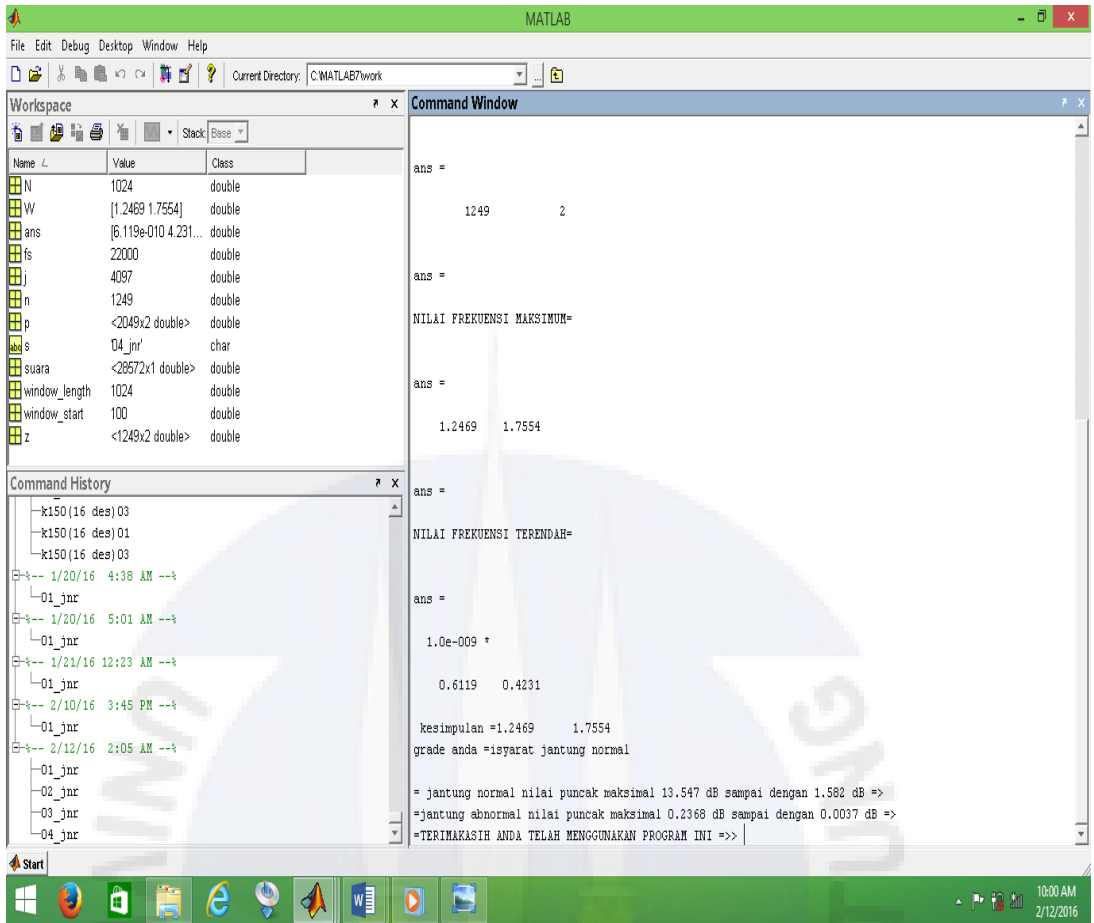 MATLAB
File Edit Debug Desktop Window Help
Current Directory: C:\MATLAB7\work
Workspace
Stack: Base
Name Value Class
N 1024 double
W [1.2469 1.7554] double
ans [6.119e-010 4.231... double
fs 22000 double
j 4097 double
n 1249 double
p <2049x2 double> double
abc s '04_jnr' char
suara <28572x1 double> double
window_length 1024 double
window_start 100 double
z <1249x2 double> double
Command History
k150(16 des)03
k150(16 des)01
k150(16 des)03
%-- 1/20/16 4:38 AM --%
01_jnr
%-- 1/20/16 5:01 AM --%
01_jnr
%-- 1/21/16 12:23 AM --%
01_jnr
%-- 2/10/16 3:45 PM --%
01_jnr
%-- 2/12/16 2:05 AM --%
01_jnr
02_jnr
03_jnr
04_jnr
Command Window
ans =
1249 2
ans =
NILAI FREKUENSI MAKSIMUM=
ans =
1.2469 1.7554
ans =
NILAI FREKUENSI TERENDAH=
ans =
1.0e-009 *
0.6119 0.4231
kesimpulan =1.2469 1.7554
grade anda =isyarat jantung normal
= jantung normal nilai puncak maksimal 13.547 dB sampai dengan 1.582 dB =>
=jantung abnormal nilai puncak maksimal 0.2368 dB sampai dengan 0.0037 dB =>
=TERIMAKASIH ANDA TELAH MENGGUNAKAN PROGRAM INI =>>
Start
10:00 AM
2/12/2016